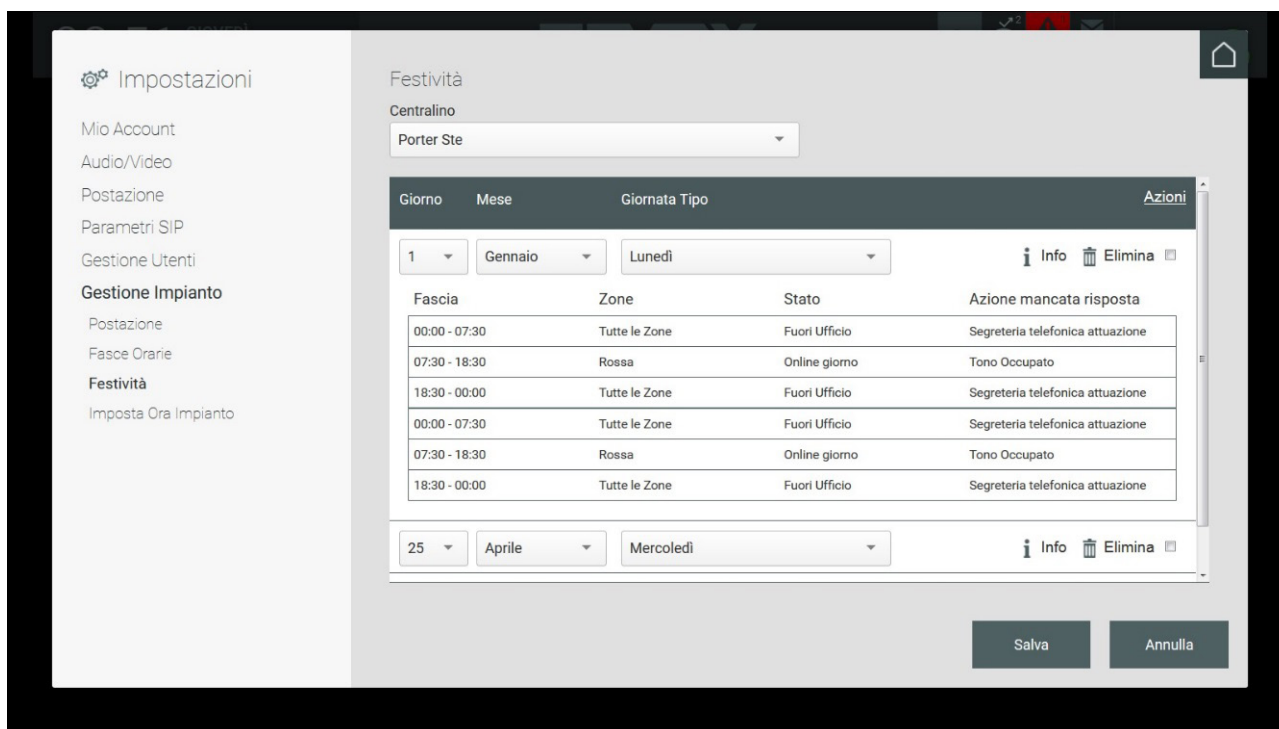 Impostazioni
Mio Account
Audio/Video
Postazione
Parametri SIP
Gestione Utenti
Gestione Impianto
Postazione
Fasce Orarie
Festività
Imposta Ora Impianto
Festività
Centralino
Porter Ste
Giorno Mese Giornata Tipo Azioni
1 Gennaio Lunedì Info Elimina
Fascia Zone Stato Azione mancata risposta
00:00 - 07:30 Tutte le Zone Fuori Ufficio Segreteria telefonica attuazione
07:30 - 18:30 Rossa Online giorno Tono Occupato
18:30 - 00:00 Tutte le Zone Fuori Ufficio Segreteria telefonica attuazione
00:00 - 07:30 Tutte le Zone Fuori Ufficio Segreteria telefonica attuazione
07:30 - 18:30 Rossa Online giorno Tono Occupato
18:30 - 00:00 Tutte le Zone Fuori Ufficio Segreteria telefonica attuazione
25 Aprile Mercoledì Info Elimina
Salva Annulla